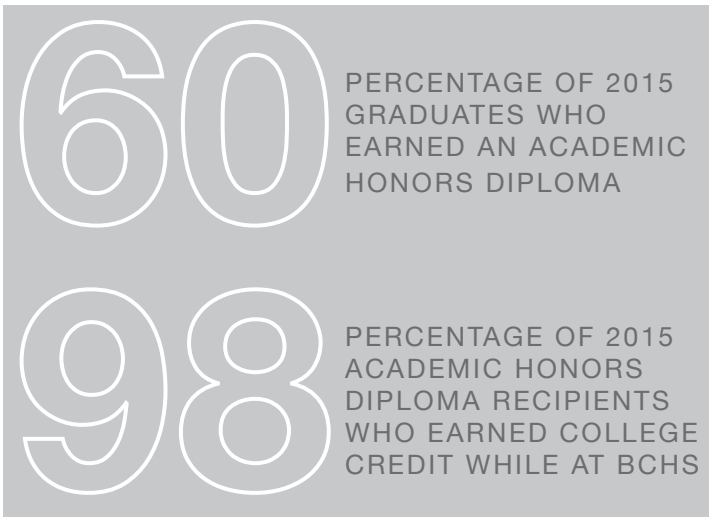 60
PERCENTAGE OF 2015
GRADUATES WHO
EARNED AN ACADEMIC
HONORS DIPLOMA
98
PERCENTAGE OF 2015
ACADEMIC HONORS
DIPLOMA RECIPIENTS
WHO EARNED COLLEGE
CREDIT WHILE AT BCHS